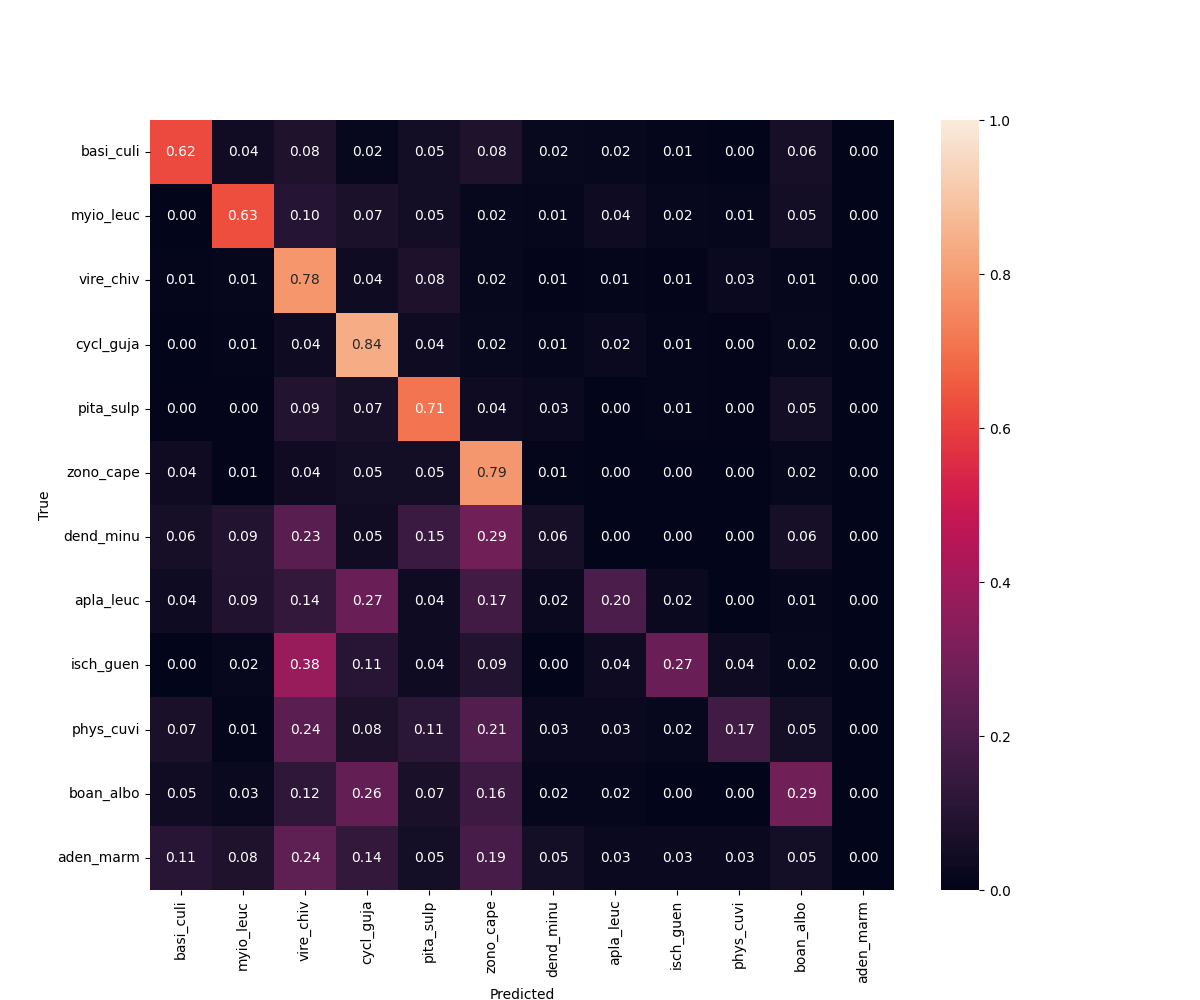 basi_culi 0.62 0.04 0.08 0.02 0.05 0.08 0.02 0.02 0.01 0.00 0.06 0.00
myio_leuc 0.00 0.63 0.10 0.07 0.05 0.02 0.01 0.04 0.02 0.01 0.05 0.00
vire_chiv 0.01 0.01 0.78 0.04 0.08 0.02 0.01 0.01 0.01 0.03 0.01 0.00
cycl_guja 0.00 0.01 0.04 0.84 0.04 0.02 0.01 0.02 0.01 0.00 0.02 0.00
pita_sulp 0.00 0.00 0.09 0.07 0.71 0.04 0.03 0.00 0.01 0.00 0.05 0.00
zono_cape 0.04 0.01 0.04 0.05 0.05 0.79 0.01 0.00 0.00 0.00 0.02 0.00
dend_minu 0.06 0.09 0.23 0.05 0.15 0.29 0.06 0.00 0.00 0.00 0.06 0.00
apla_leuc 0.04 0.09 0.14 0.27 0.04 0.17 0.02 0.20 0.02 0.00 0.01 0.00
isch_guen 0.00 0.02 0.38 0.11 0.04 0.09 0.00 0.04 0.27 0.04 0.02 0.00
phys_cuvi 0.07 0.01 0.24 0.08 0.11 0.21 0.03 0.03 0.02 0.17 0.05 0.00
boan_albo 0.05 0.03 0.12 0.26 0.07 0.16 0.02 0.02 0.00 0.00 0.29 0.00
aden_marm 0.11 0.08 0.24 0.14 0.05 0.19 0.05 0.03 0.03 0.03 0.05 0.00
True
basi_culi myio_leuc vire_chiv cycl_guja pita_sulp zono_cape dend_minu apla_leuc isch_guen phys_cuvi boan_albo aden_marm
Predicted
1.0
0.8
0.6
0.4
0.2
0.0